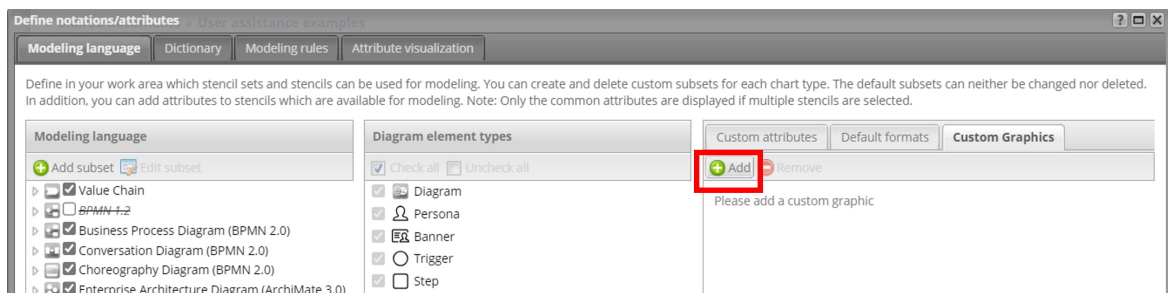 Define notations/attributes - User assistance examples
Modeling language Dictionary Modeling rules Attribute visualization
Define in your work area which stencil sets and stencils can be used for modeling. You can create and delete custom subsets for each chart type. The default subsets can neither be changed nor deleted.
In addition, you can add attributes to stencils which are available for modeling. Note: Only the common attributes are displayed if multiple stencils are selected.
Modeling language
Add subset Edit subset
Value Chain
BPMN 1.2
Business Process Diagram (BPMN 2.0)
Conversation Diagram (BPMN 2.0)
Choreography Diagram (BPMN 2.0)
Enterprise Architecture Diagram (ArchiMate 3.0)
Diagram element types
Check all Uncheck all
Diagram
Persona
Banner
Trigger
Step
Custom attributes Default formats Custom Graphics
Add Remove
Please add a custom graphic